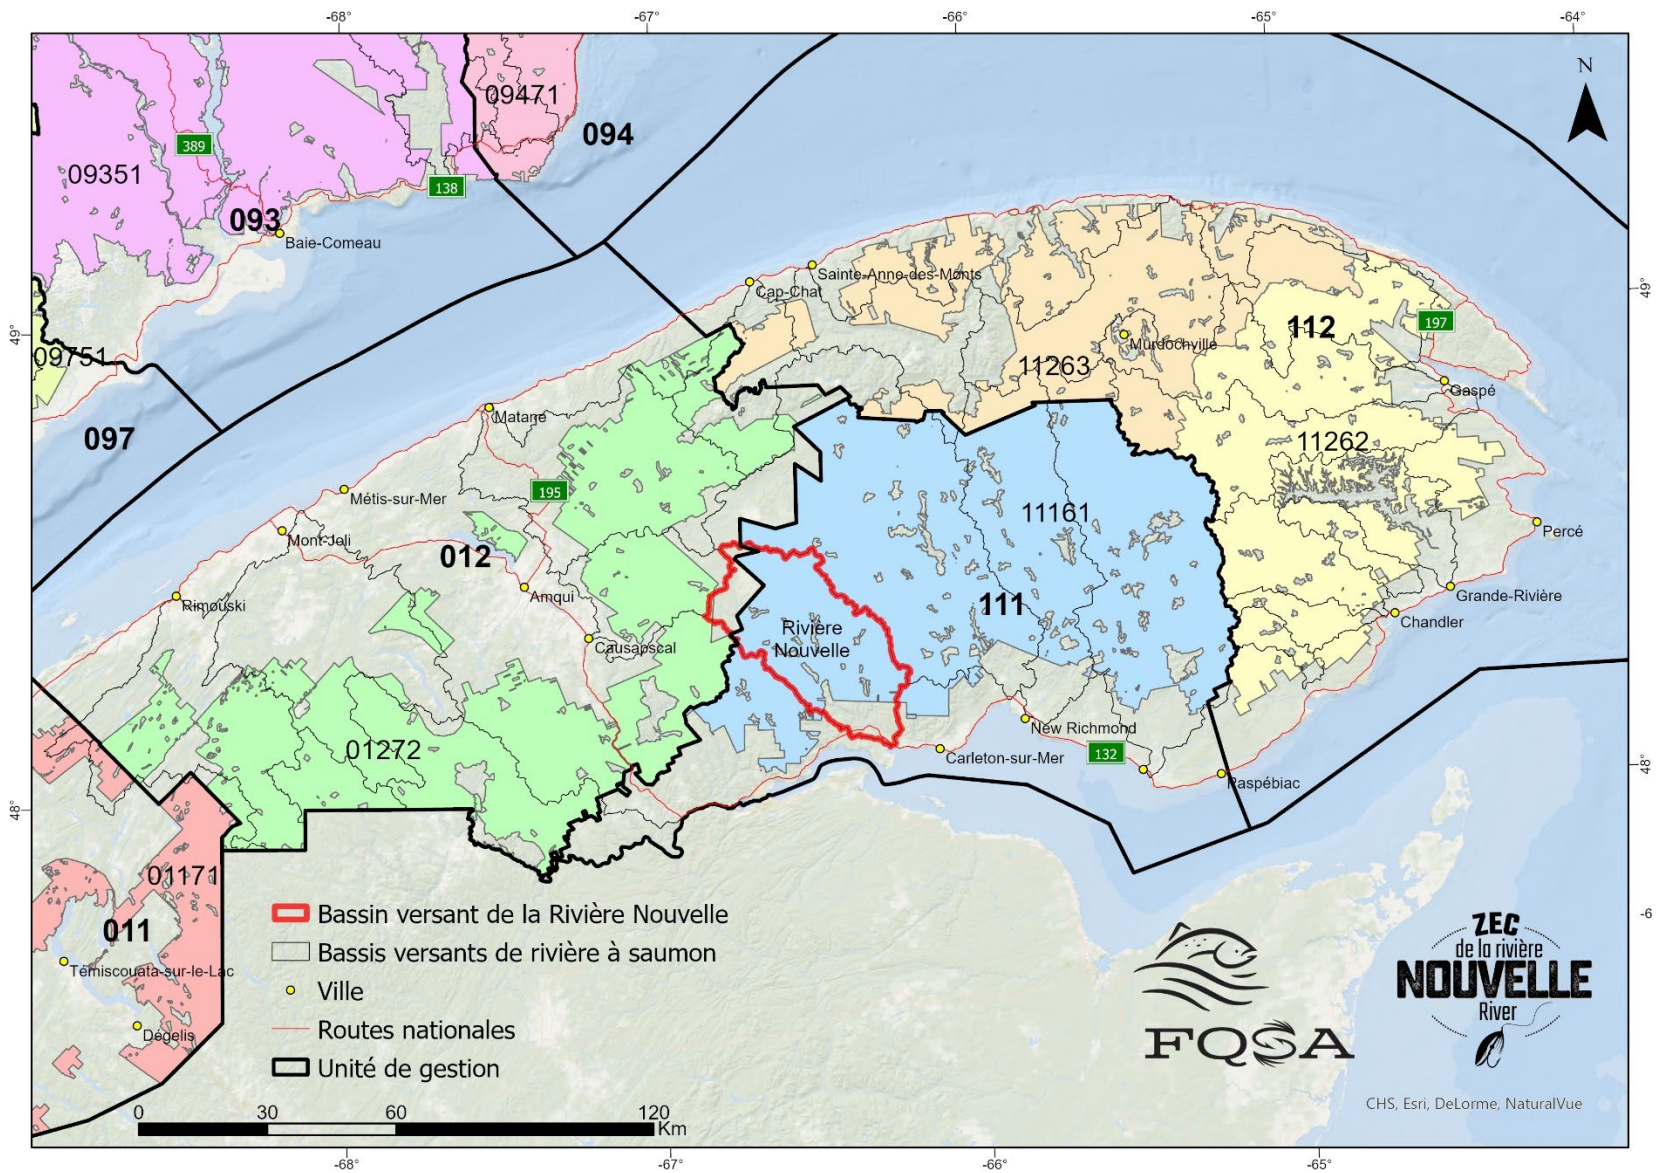 -68°
-67°
-66°
-65°
-64°
N
09471
094
389
09351
138
093
Baie-Comeau
Sainte-Anne-des-Monts
Cap-Chat
49°
49°
112
197
09751
Murdochville
11263
Gaspé
Matane
097
11262
195
Métis-sur-Mer
11161
Percé
Mont-Joli
012
Amqui
Rimouski
111
Grande-Rivière
Chandler
Rivière
Nouvelle
Causapscal
New Richmond
01272
Carleton-sur-Mer
132
48°
Paspébiac
48°
01171
Bassin versant de la Rivière Nouvelle
011
Bassis versants de rivière à saumon
Témiscouata-sur-le-Lac
Ville
Dégelis
Routes nationales
Unité de gestion
-6
ZEC
de la rivière
NOUVELLE
River
FQSA
0
30
60
120
Km
CHS, Esri, DeLorme, NaturalVue
-68°
-67°
-66°
-65°